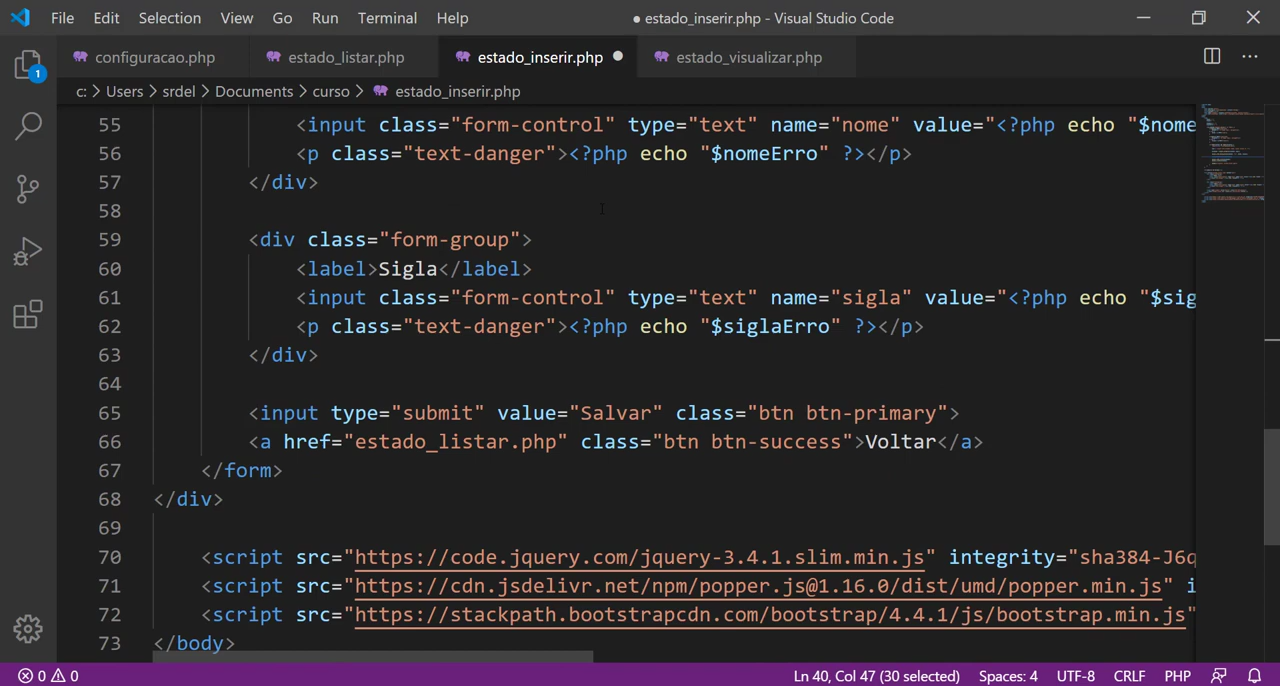 File Edit Selection View Go Run Terminal Help ● estado_inserir.php - Visual Studio Code
configuracao.php estado_listar.php estado_inserir.php estado_visualizar.php
c: > Users > srdel > Documents > curso > estado_inserir.php
1
55 <input class="form-control" type="text" name="nome" value="<?php echo "$nome
56 <p class="text-danger"><?php echo "$nomeErro" ?></p>
57 </div>
58
59 <div class="form-group">
60 <label>Sigla</label>
61 <input class="form-control" type="text" name="sigla" value="<?php echo "$sig
62 <p class="text-danger"><?php echo "$siglaErro" ?></p>
63 </div>
64
65 <input type="submit" value="Salvar" class="btn btn-primary">
66 <a href="estado_listar.php" class="btn btn-success">Voltar</a>
67 </form>
68 </div>
69
70 <script src="https://code.jquery.com/jquery-3.4.1.slim.min.js" integrity="sha384-J6q
71 <script src="https://cdn.jsdelivr.net/npm/popper.js@1.16.0/dist/umd/popper.min.js" i
72 <script src="https://stackpath.bootstrapcdn.com/bootstrap/4.4.1/js/bootstrap.min.js"
73 </body>
0 0 Ln 40, Col 47 (30 selected) Spaces: 4 UTF-8 CRLF PHP